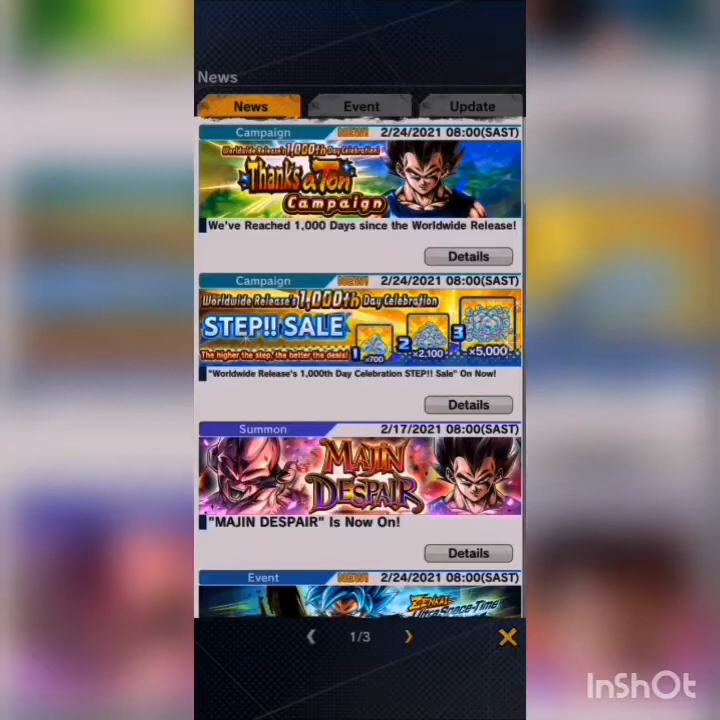 News
News Event Update
Campaign NEW! 2/24/2021 08:00(SAST)
Worldwide Release's 1,000th Day Celebration!
Thanks a Ton
Campaign
We've Reached 1,000 Days since the Worldwide Release!
Details
Campaign NEW! 2/24/2021 08:00(SAST)
Worldwide Release's 1,000th Day Celebration
STEP!! SALE
1 ×700 2 ×2,100 3 ×5,000
The higher the step, the better the deals!
"Worldwide Release's 1,000th Day Celebration STEP!! Sale" On Now!
Details
Summon 2/17/2021 08:00(SAST)
MAJIN
DESPAIR
"MAJIN DESPAIR" Is Now On!
Details
Event NEW! 2/24/2021 08:00(SAST)
ZENKAI
Ultra Space-Time
1/3
InShOt